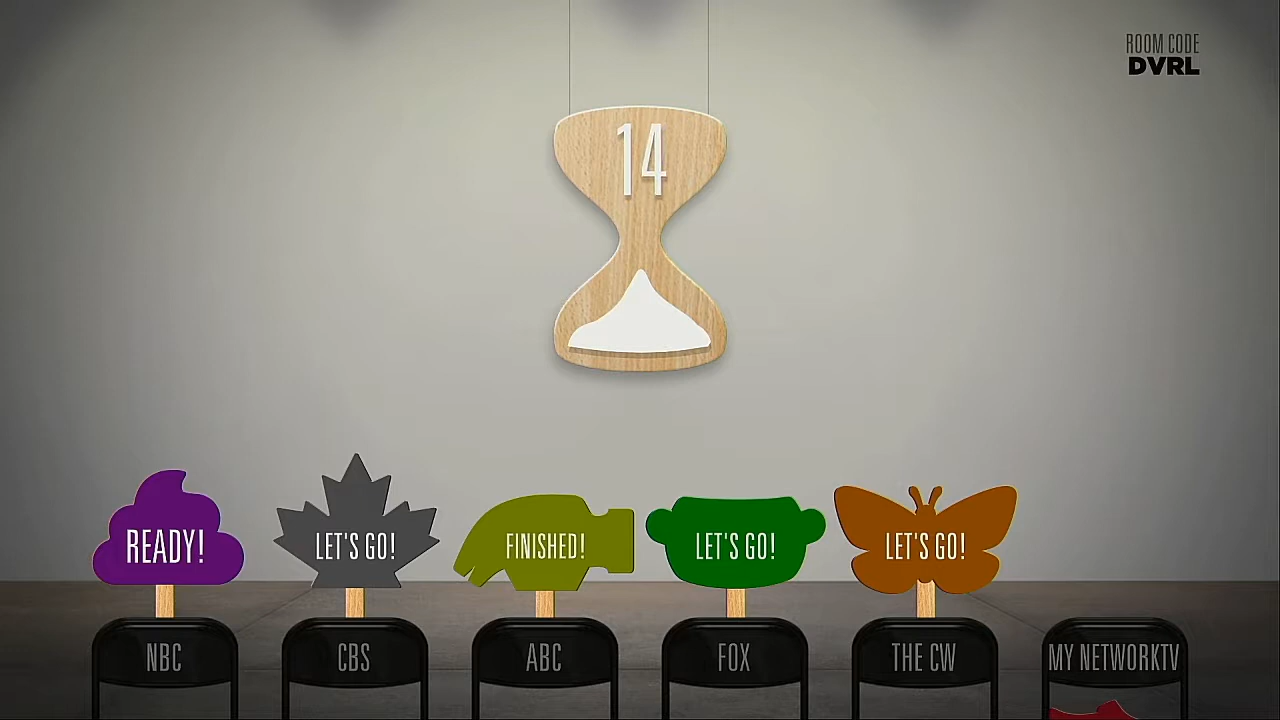 ROOM CODE
DVRL
14
READY!
LET'S GO!
FINISHED!
LET'S GO!
LET'S GO!
NBC
CBS
ABC
FOX
THE CW
MY NETWORKTV